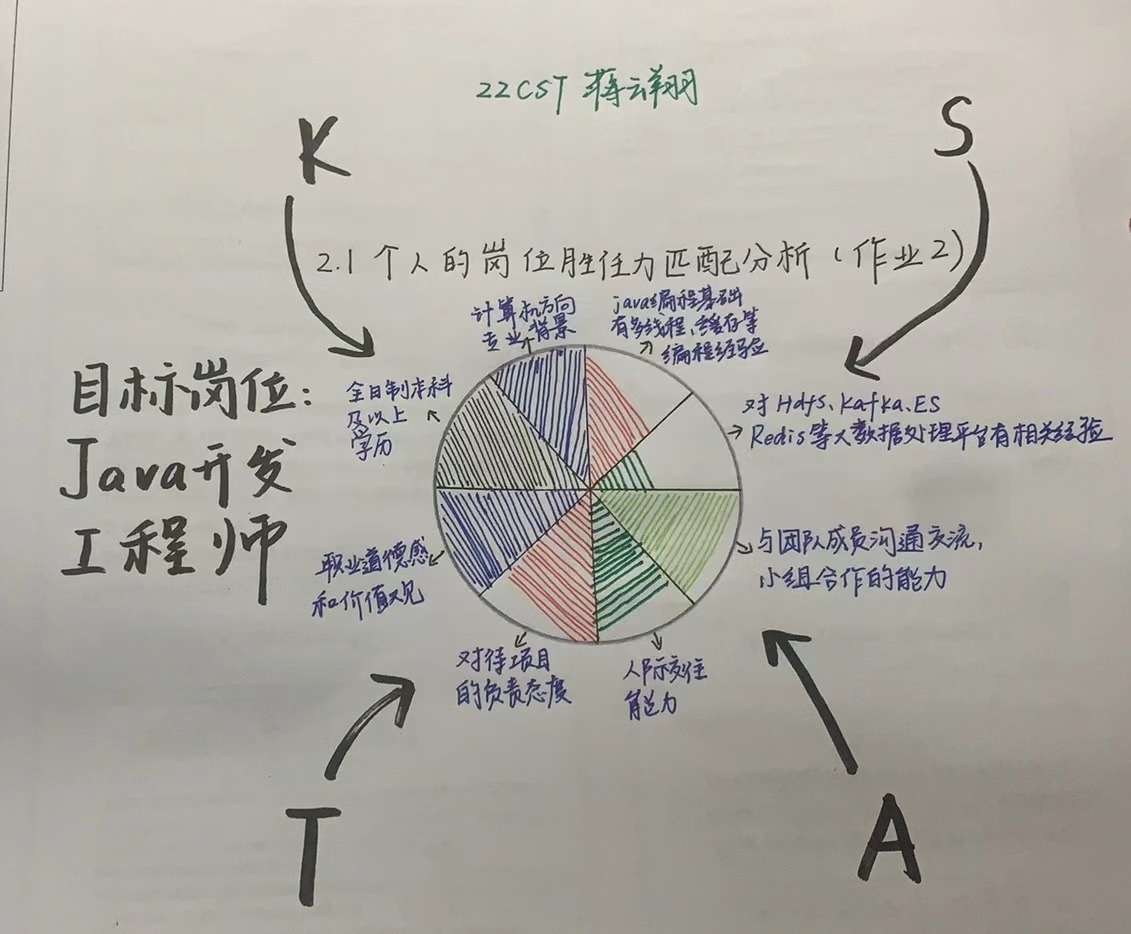 22CST 蒋云翔
K
S
2.1 个人的岗位胜任力匹配分析（作业2）
目标岗位：
Java开发
工程师
计算机方向
专业背景
java编程基础
有多线程、缓存等
编程经验
全日制本科
及以上
学历
对Hdfs、Kafka、ES
Redis等大数据处理平台有相关经验
职业道德感
和价值观
与团队成员沟通交流，
小组合作的能力
对待项目
的负责态度
人际交往
能力
T
A